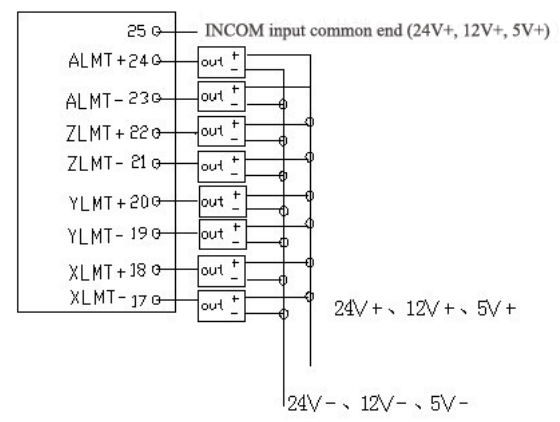 25 INCOM input common end (24V+, 12V+, 5V+)
ALMT+24 out + -
ALMT-23 out + -
ZLMT+22 out + -
ZLMT- 21 out + -
YLMT+20 out + -
YLMT- 19 out + -
XLMT+18 out + -
XLMT- 17 out + -
24V+、12V+、5V+
24V-、12V-、5V-